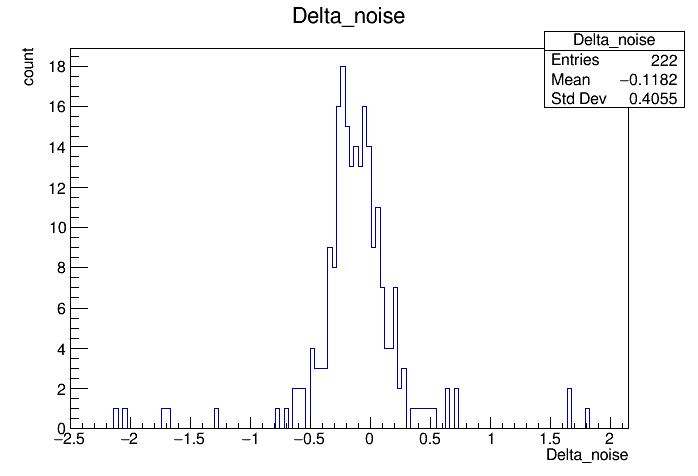 Delta_noise
Delta_noise
Entries 222
Mean −0.1182
Std Dev 0.4055
count
18
16
14
12
10
8
6
4
2
0
−2.5 −2 −1.5 −1 −0.5 0 0.5 1 1.5 2
Delta_noise